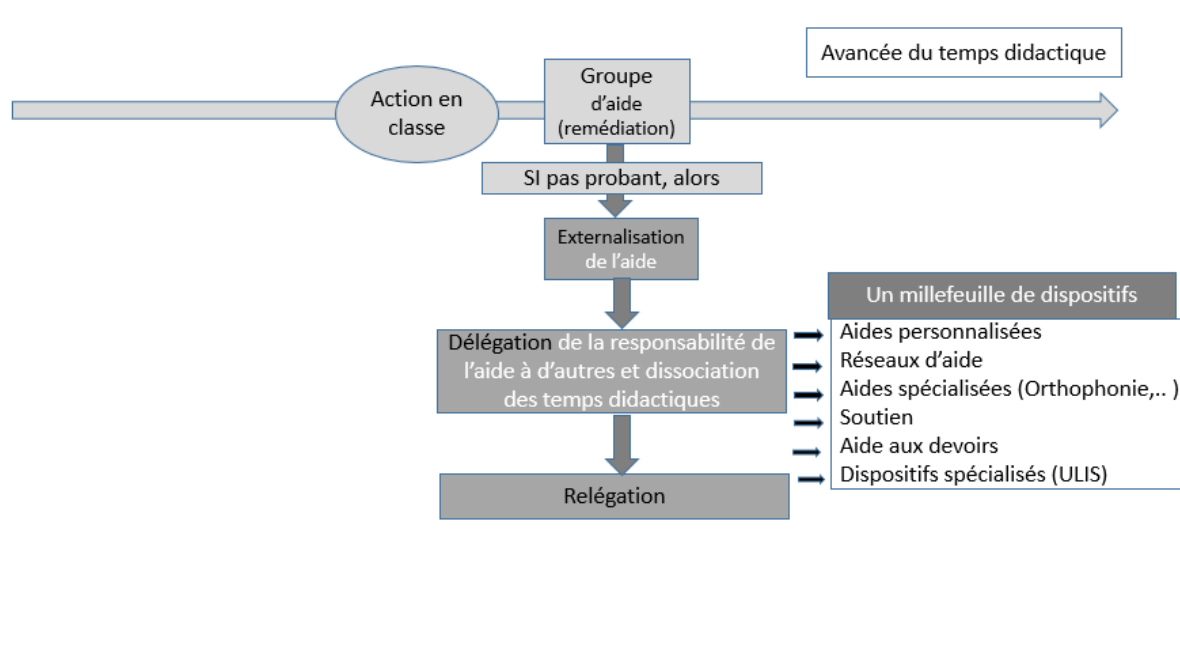 Avancée du temps didactique
Action en
classe
Groupe
d'aide
(remédiation)
SI pas probant, alors
Externalisation
de l'aide
Délégation de la responsabilité de
l'aide à d'autres et dissociation
des temps didactiques
Relégation
Un millefeuille de dispositifs
Aides personnalisées
Réseaux d'aide
Aides spécialisées (Orthophonie,.. )
Soutien
Aide aux devoirs
Dispositifs spécialisés (ULIS)